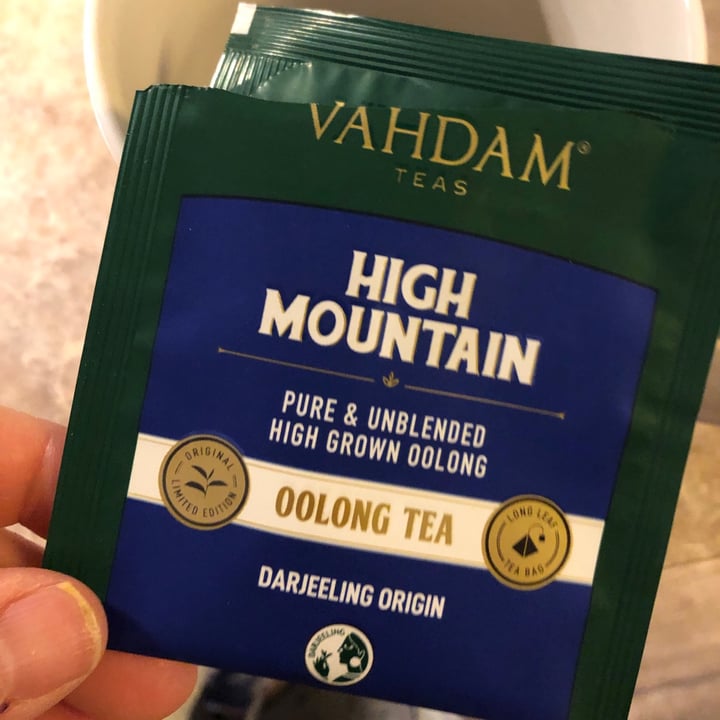 VAHDAM®
TEAS
HIGH
MOUNTAIN
PURE & UNBLENDED
HIGH GROWN OOLONG
ORIGINAL
LIMITED EDITION
OOLONG TEA
LONG LEAF
TEA BAG
DARJEELING ORIGIN
DARJEELING